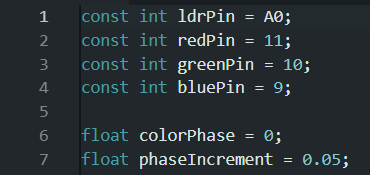 1 const int ldrPin = A0;
2 const int redPin = 11;
3 const int greenPin = 10;
4 const int bluePin = 9;
5
6 float colorPhase = 0;
7 float phaseIncrement = 0.05;